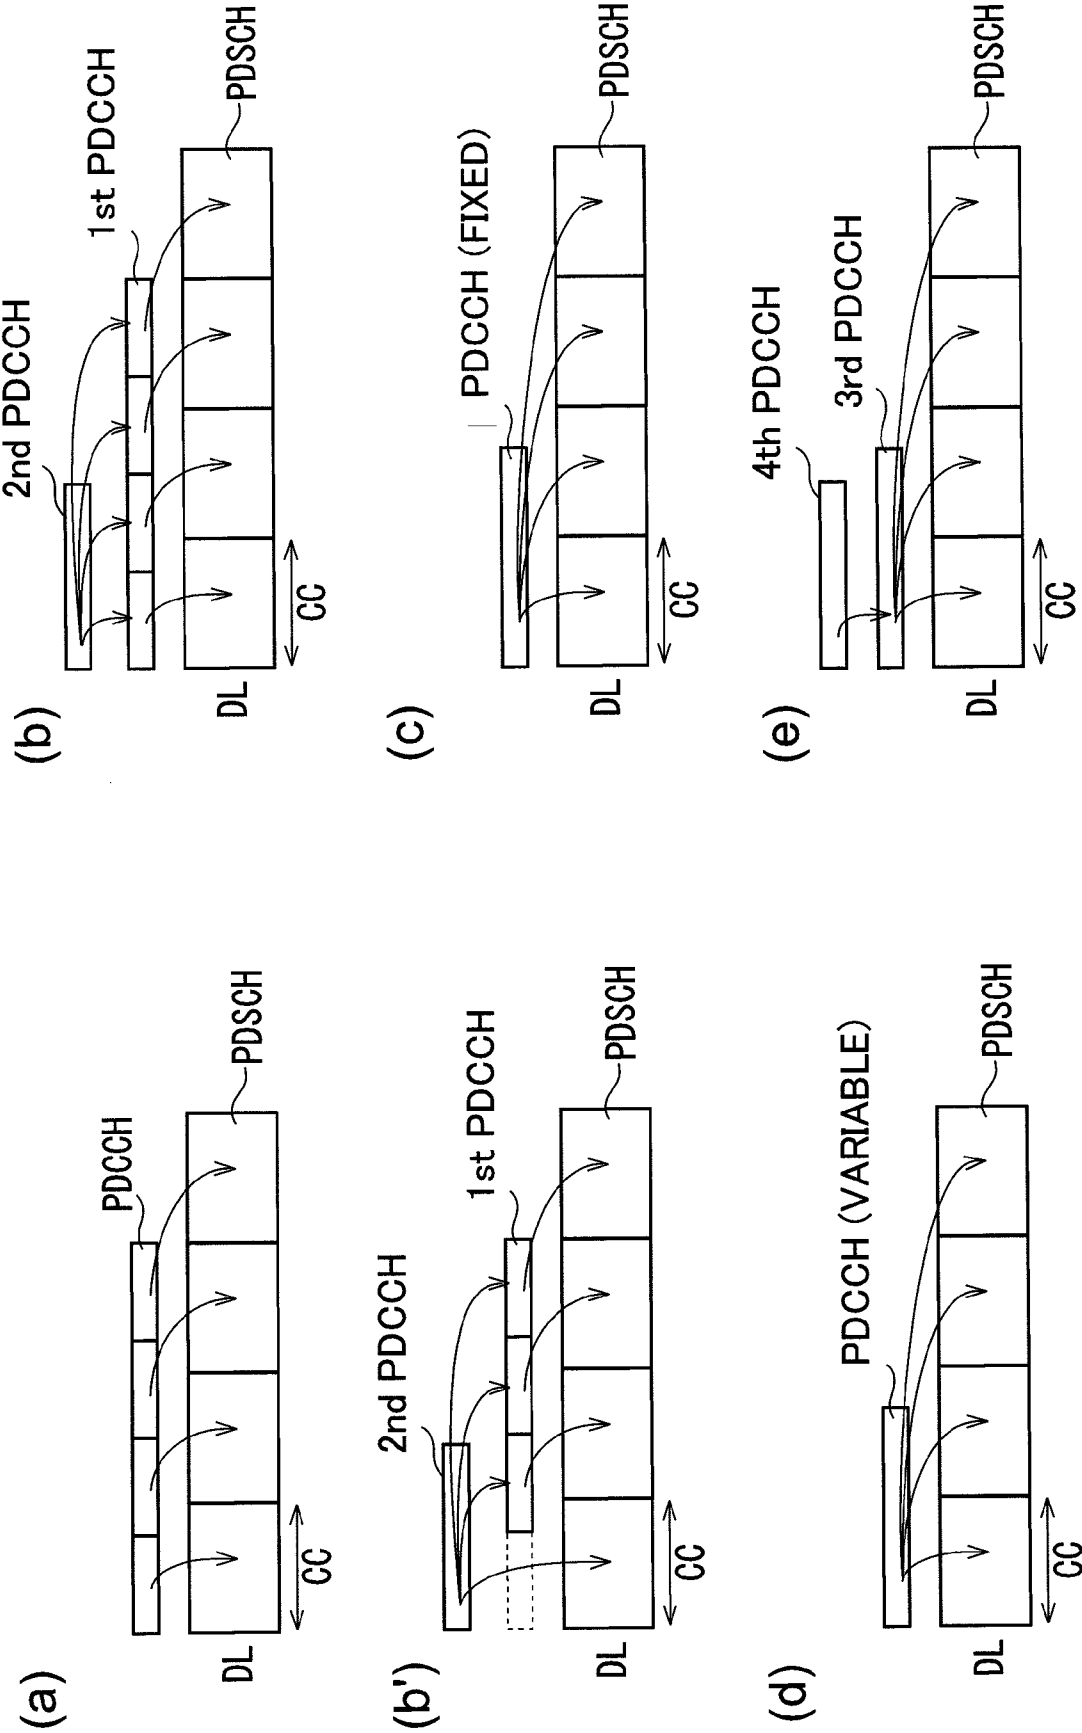 (a)
PDCCH
PDSCH
DL
CC
(b)
2nd PDCCH
1st PDCCH
PDSCH
DL
CC
(b')
2nd PDCCH
1st PDCCH
PDSCH
DL
CC
(c)
PDCCH (FIXED)
PDSCH
DL
CC
(d)
PDCCH (VARIABLE)
PDSCH
DL
CC
(e)
4th PDCCH
3rd PDCCH
PDSCH
DL
CC